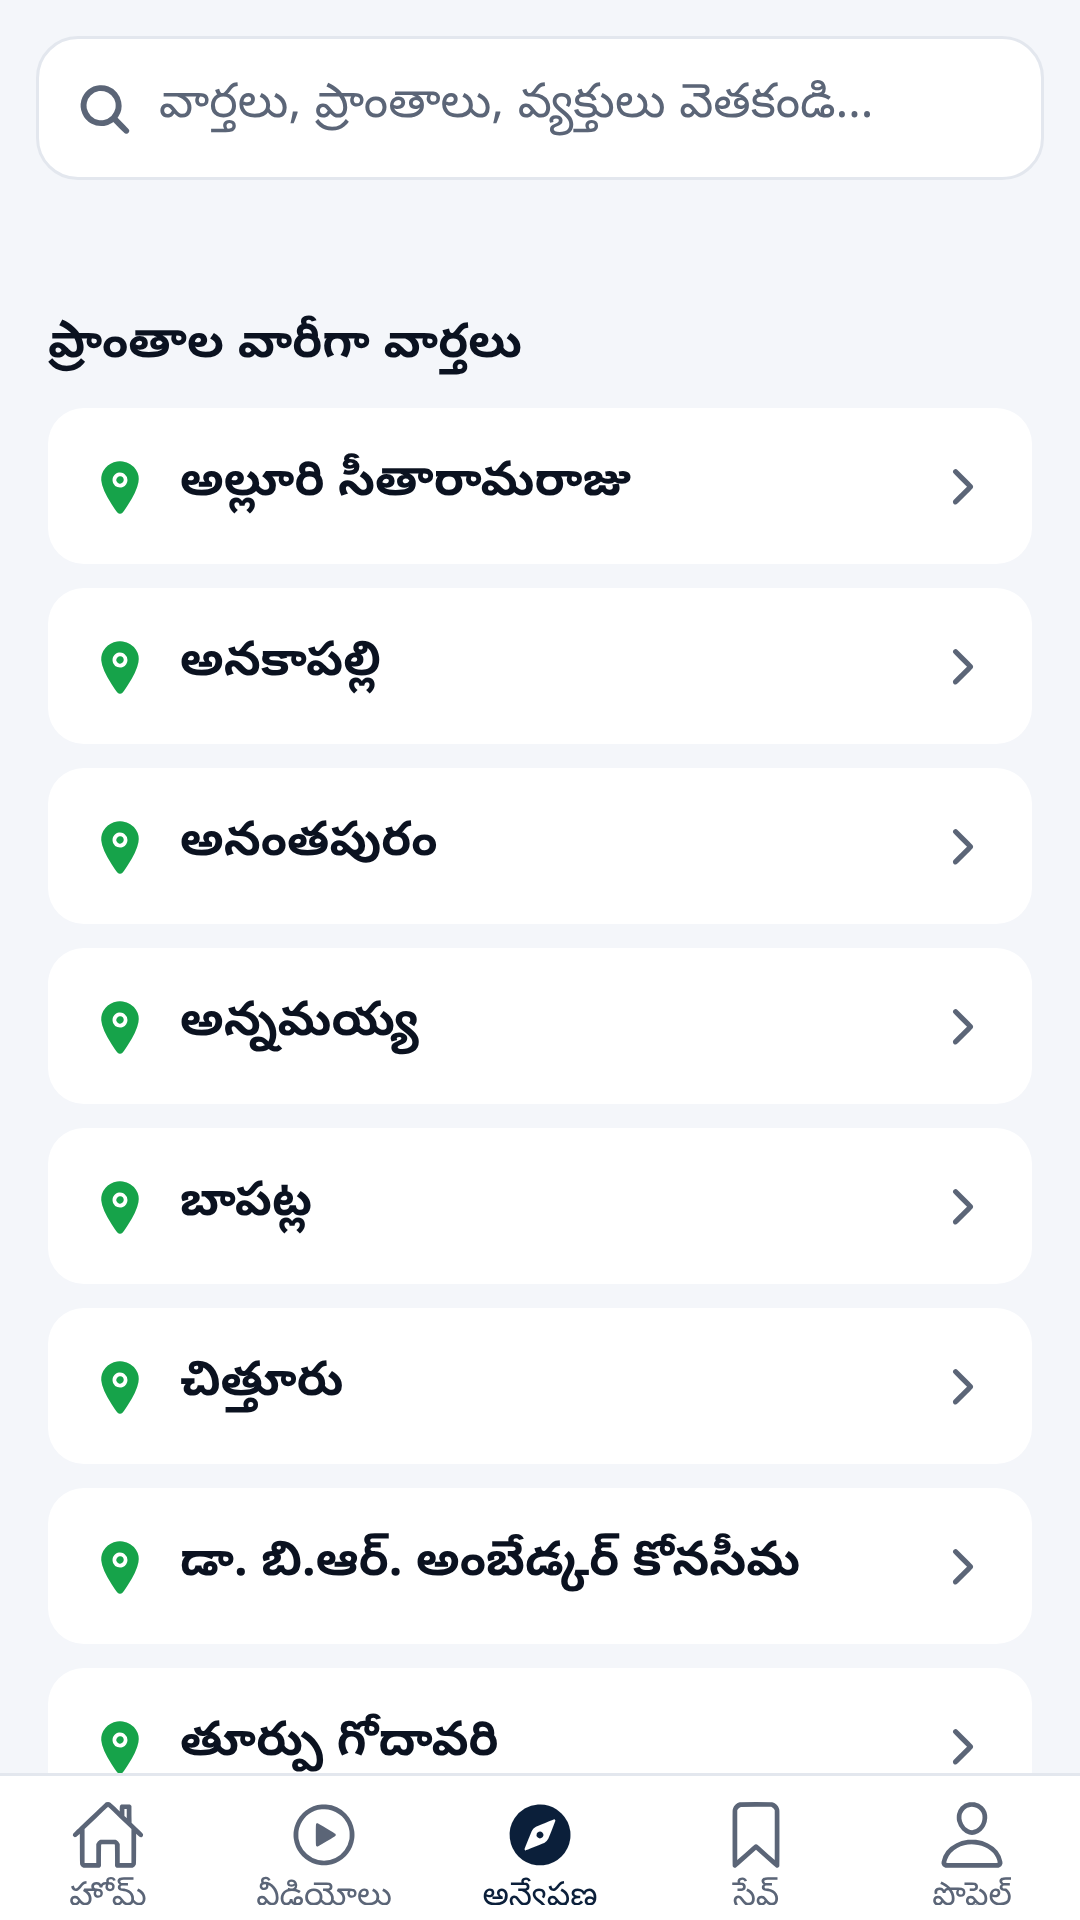 వార్తలు, ప్రాంతాలు, వ్యక్తులు వెతకండి...
ప్రాంతాల వారీగా వార్తలు
అల్లూరి సీతారామరాజు
అనకాపల్లి
అనంతపురం
అన్నమయ్య
బాపట్ల
చిత్తూరు
డా. బి.ఆర్. అంబేడ్కర్ కోనసీమ
తూర్పు గోదావరి
హోమ్
వీడియోలు
అన్వేషణ
సేవ్